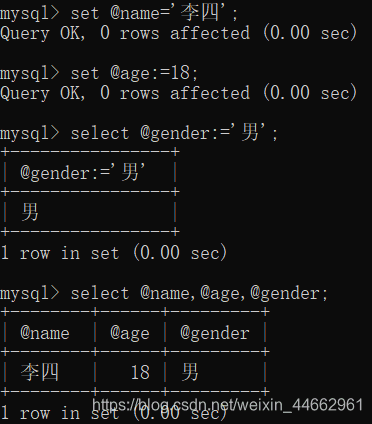 mysql> set @name='李四';
Query OK, 0 rows affected (0.00 sec)
mysql> set @age:=18;
Query OK, 0 rows affected (0.00 sec)
mysql> select @gender:='男';
+----------------+
| @gender:='男' |
+----------------+
| 男 |
+----------------+
1 row in set (0.00 sec)
mysql> select @name,@age,@gender;
+-------+------+---------+
| @name | @age | @gender |
+-------+------+---------+
| 李四 | 18 | 男 |
+-------+------+---------+
1 row in set (0.00 sec)
https://blog.csdn.net/weixin_44662961